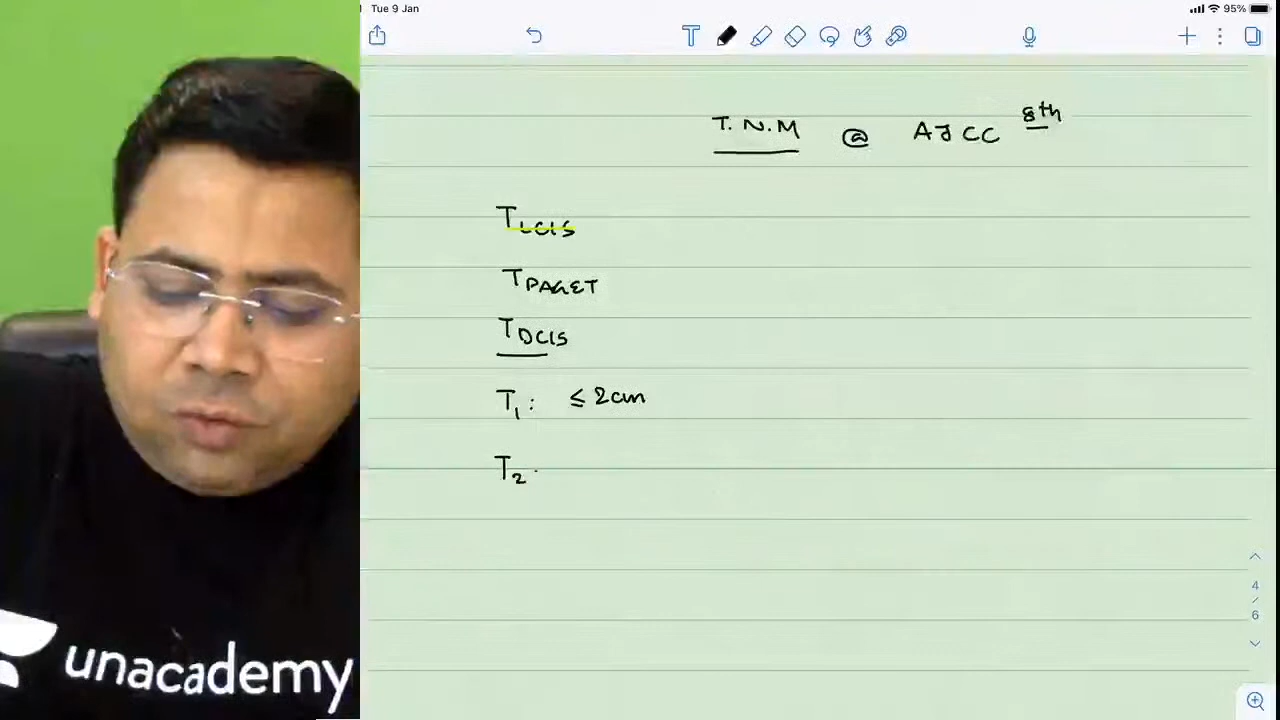 Tue 9 Jan
95%
T
T.N.M @ AJCC 8th
TLCIS
TPAGET
TDCIS
T1: ≤ 2cm
T2:
4
6
unacademy